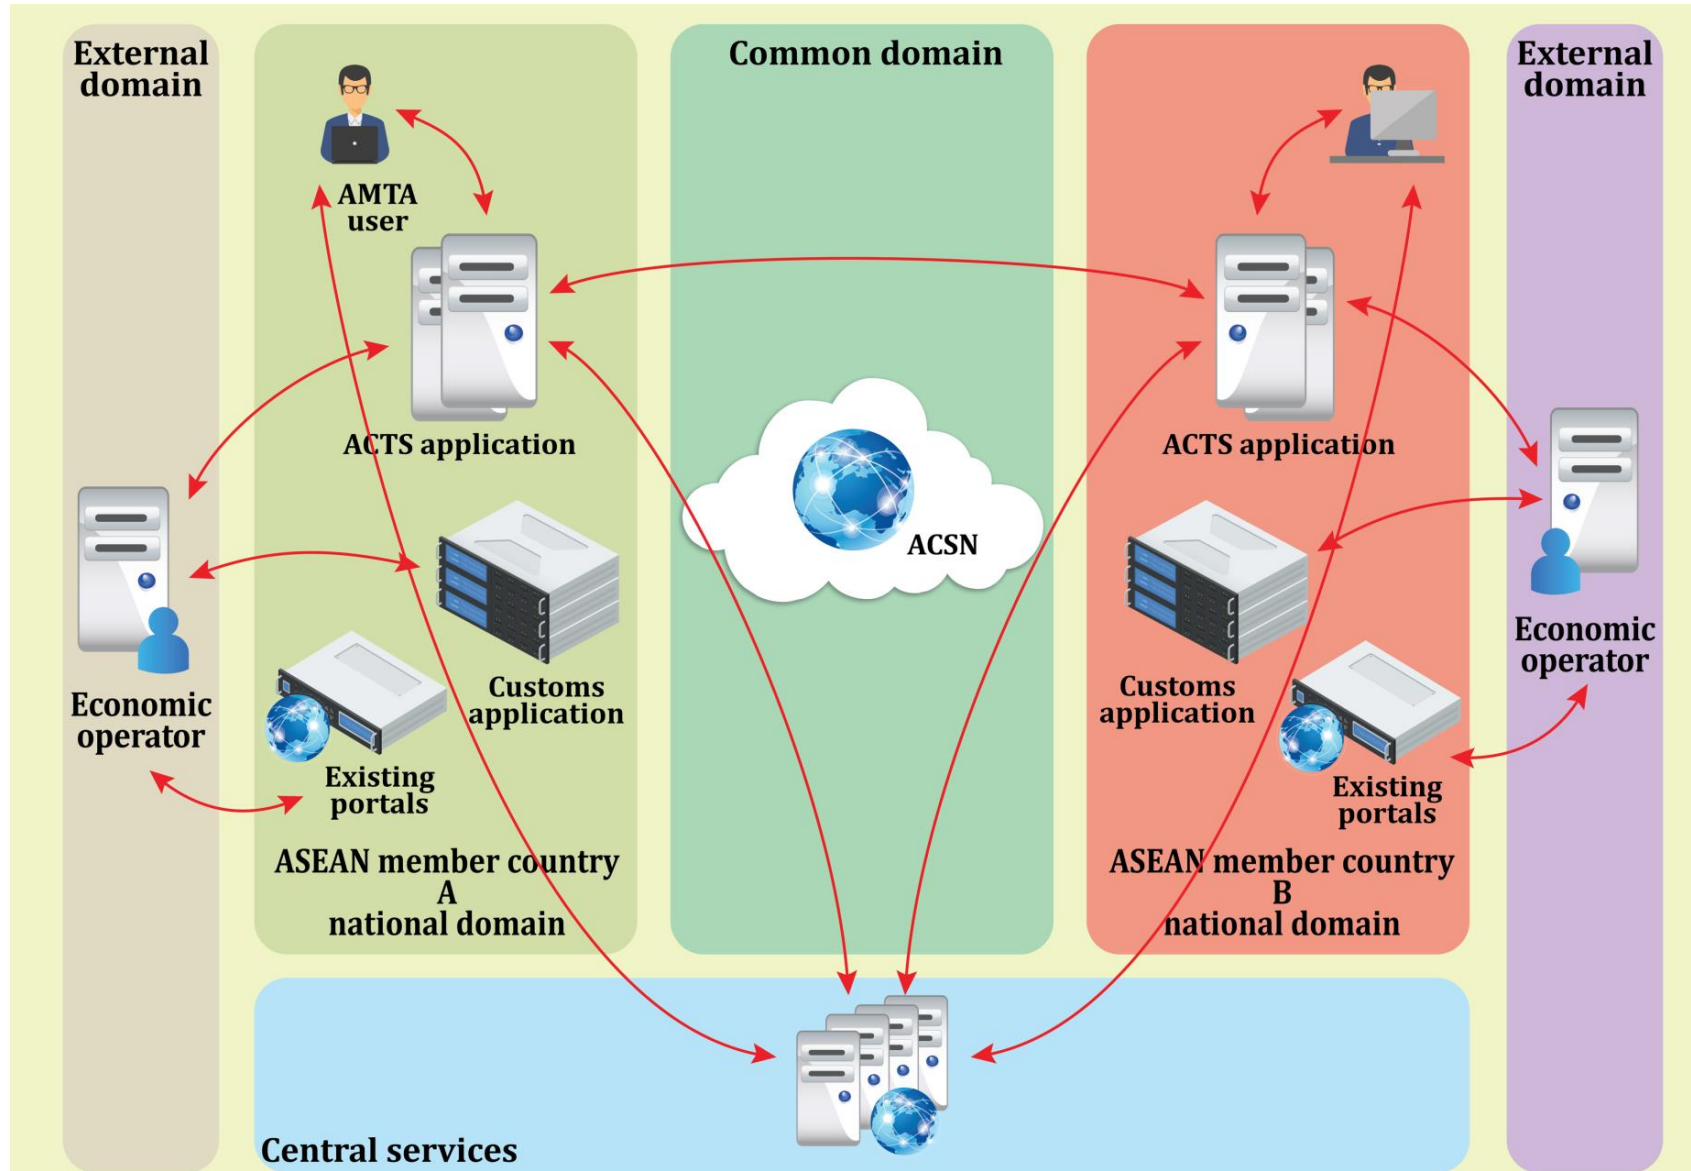 External
domain
Common domain
External
domain
AMTA
user
ACTS application
ACTS application
ACSN
Economic
operator
Customs
application
Existing
portals
Customs
application
Existing
portals
Economic
operator
ASEAN member country
A
national domain
ASEAN member country
B
national domain
Central services